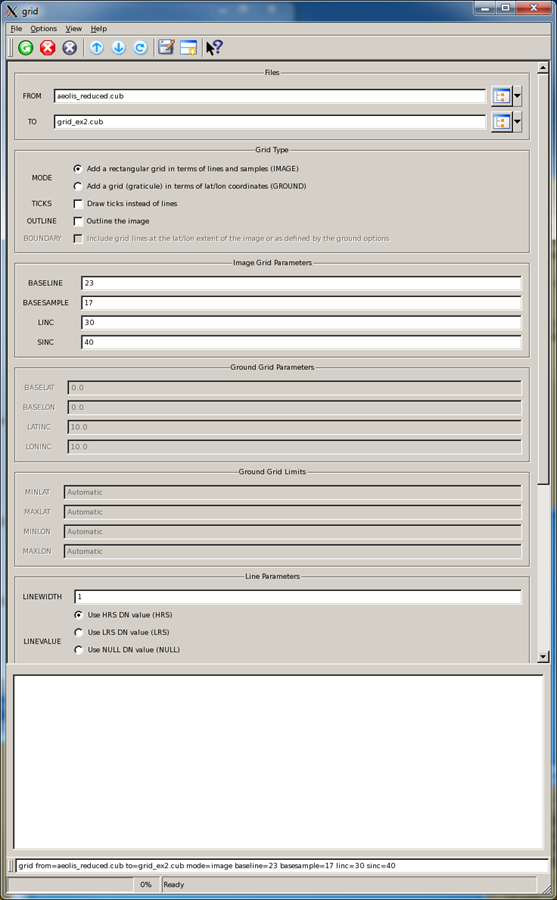 grid
File Options View Help
Files
FROM aeolis_reduced.cub
TO grid_ex2.cub
Grid Type
MODE
Add a rectangular grid in terms of lines and samples (IMAGE)
Add a grid (graticule) in terms of lat/lon coordinates (GROUND)
TICKS Draw ticks instead of lines
OUTLINE Outline the image
BOUNDARY Include grid lines at the lat/lon extent of the image or as defined by the ground options
Image Grid Parameters
BASELINE 23
BASESAMPLE 17
LINC 30
SINC 40
Ground Grid Parameters
BASELAT 0.0
BASELON 0.0
LATINC 10.0
LONINC 10.0
Ground Grid Limits
MINLAT Automatic
MAXLAT Automatic
MINLON Automatic
MAXLON Automatic
Line Parameters
LINEWIDTH 1
Use HRS DN value (HRS)
Use LRS DN value (LRS)
LINEVALUE
Use NULL DN value (NULL)
grid from=aeolis_reduced.cub to=grid_ex2.cub mode=image baseline=23 basesample=17 linc=30 sinc=40
0% Ready